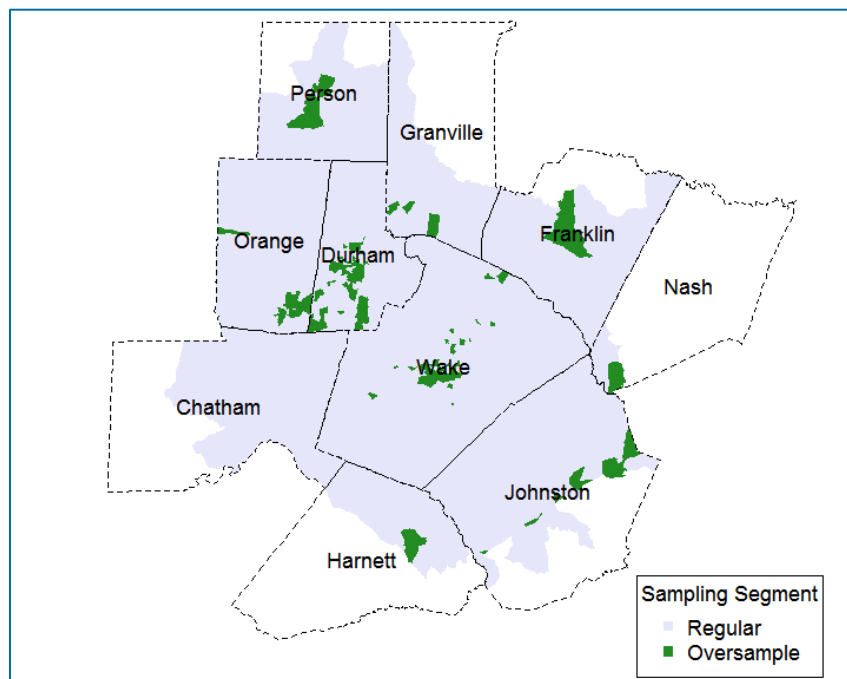 Person
Granville
Orange
Durham
Franklin
Nash
Wake
Chatham
Johnston
Harnett
Sampling Segment
Regular
Oversample